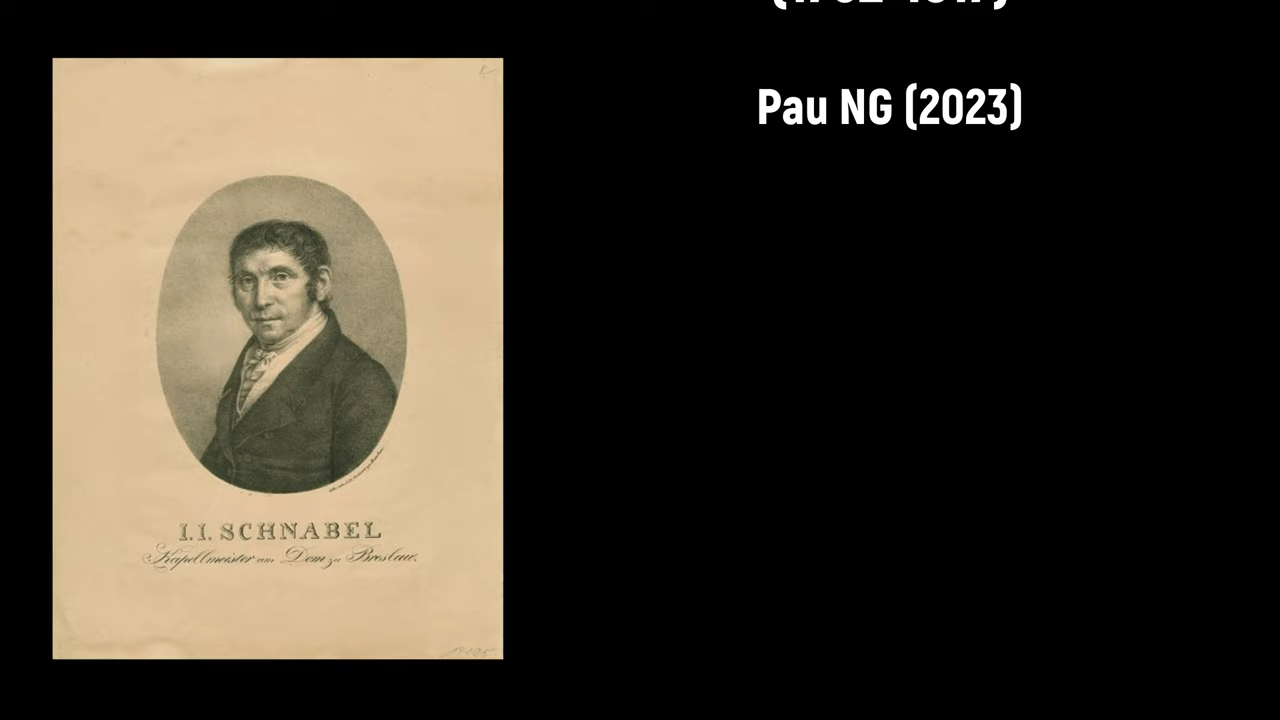 Pau NG (2023)
I.I. SCHNABEL
Kapellmeister am Dom zu Breslau.